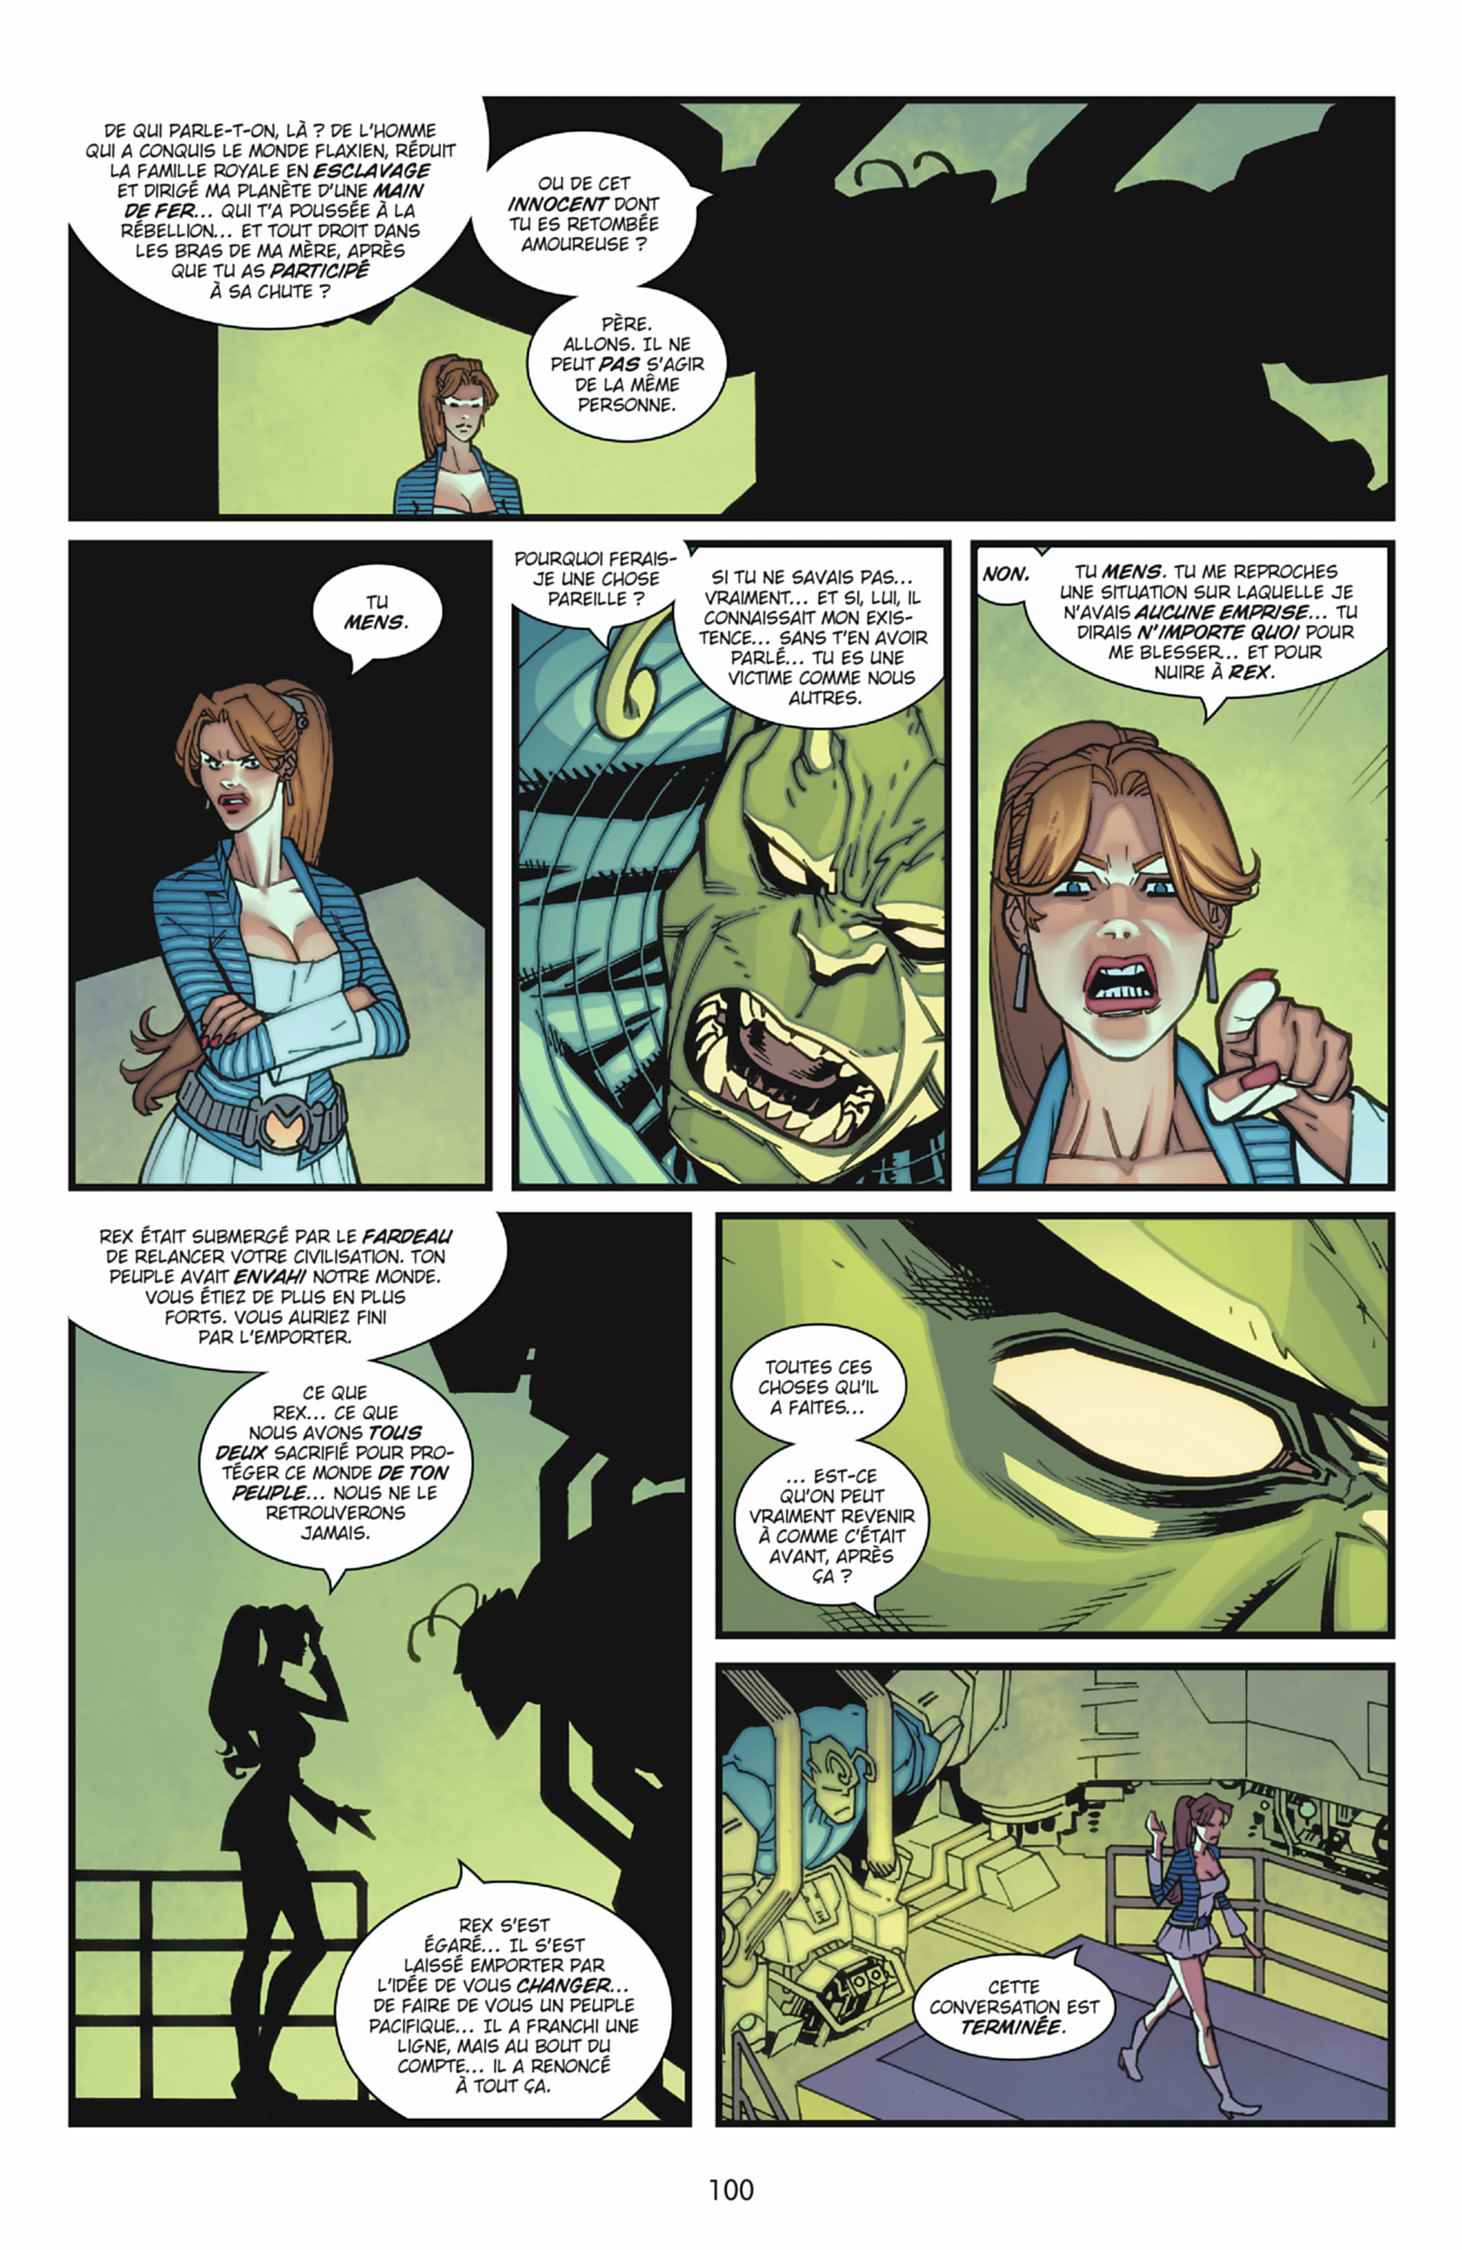 DE QUI PARLE-T-ON, LÀ ? DE L'HOMME
QUI A CONQUIS LE MONDE FLAXIEN, RÉDUIT
LA FAMILLE ROYALE EN ESCLAVAGE
ET DIRIGÉ MA PLANÈTE D'UNE MAIN
DE FER... QUI T'A POUSSÉE À LA
RÉBELLION... ET TOUT DROIT DANS
LES BRAS DE MA MÈRE, APRÈS
QUE TU AS PARTICIPÉ
À SA CHUTE ?
OU DE CET
INNOCENT DONT
TU ES RETOMBÉE
AMOUREUSE ?
PÈRE.
ALLONS. IL NE
PEUT PAS S'AGIR
DE LA MÊME
PERSONNE.
TU
MENS.
POURQUOI FERAIS-
JE UNE CHOSE
PAREILLE ?
SI TU NE SAVAIS PAS...
VRAIMENT... ET SI, LUI, IL
CONNAISSAIT MON EXIS-
TENCE... SANS T'EN AVOIR
PARLÉ... TU ES UNE
VICTIME COMME NOUS
AUTRES.
NON.
TU MENS. TU ME REPROCHES
UNE SITUATION SUR LAQUELLE JE
N'AVAIS AUCUNE EMPRISE... TU
DIRAIS N'IMPORTE QUOI POUR
ME BLESSER... ET POUR
NUIRE À REX.
REX ÉTAIT SUBMERGÉ PAR LE FARDEAU
DE RELANCER VOTRE CIVILISATION. TON
PEUPLE AVAIT ENVAHI NOTRE MONDE.
VOUS ÉTIEZ DE PLUS EN PLUS
FORTS. VOUS AURIEZ FINI
PAR L'EMPORTER.
CE QUE
REX... CE QUE
NOUS AVONS TOUS
DEUX SACRIFIÉ POUR PRO-
TÉGER CE MONDE DE TON
PEUPLE... NOUS NE LE
RETROUVERONS
JAMAIS.
REX S'EST
ÉGARÉ... IL S'EST
LAISSÉ EMPORTER PAR
L'IDÉE DE VOUS CHANGER...
DE FAIRE DE VOUS UN PEUPLE
PACIFIQUE... IL A FRANCHI UNE
LIGNE, MAIS AU BOUT DU
COMPTE... IL A RENONCÉ
À TOUT ÇA.
TOUTES CES
CHOSES QU'IL
A FAITES...
... EST-CE
QU'ON PEUT
VRAIMENT REVENIR
À COMME C'ÉTAIT
AVANT, APRÈS
ÇA ?
CETTE
CONVERSATION EST
TERMINÉE.
100